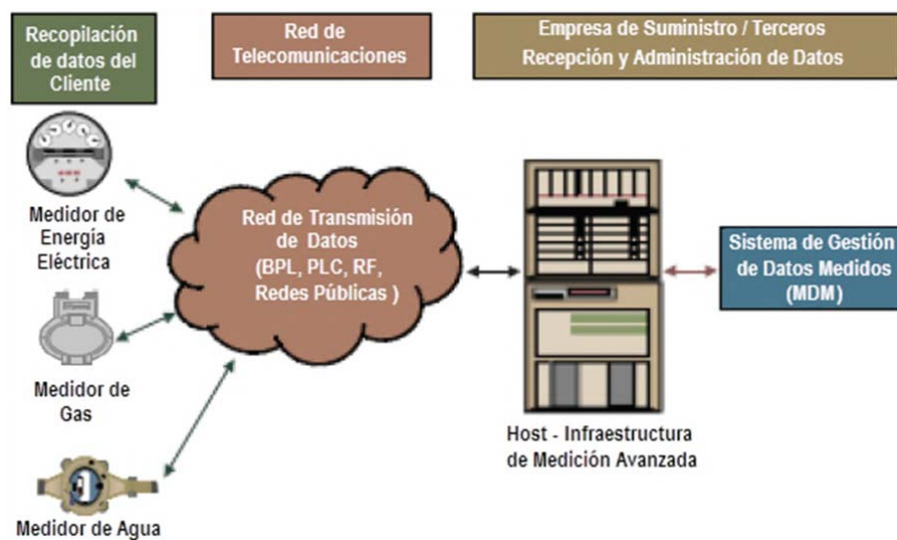 Recopilación
de datos del
Cliente
Red de
Telecomunicaciones
Empresa de Suministro / Terceros
Recepción y Administración de Datos
Medidor de
Energía
Eléctrica
Red de Transmisión
de Datos
(BPL, PLC, RF,
Redes Públicas )
Sistema de Gestión
de Datos Medidos
(MDM)
Medidor de
Gas
Host - Infraestructura
de Medición Avanzada
Medidor de Agua